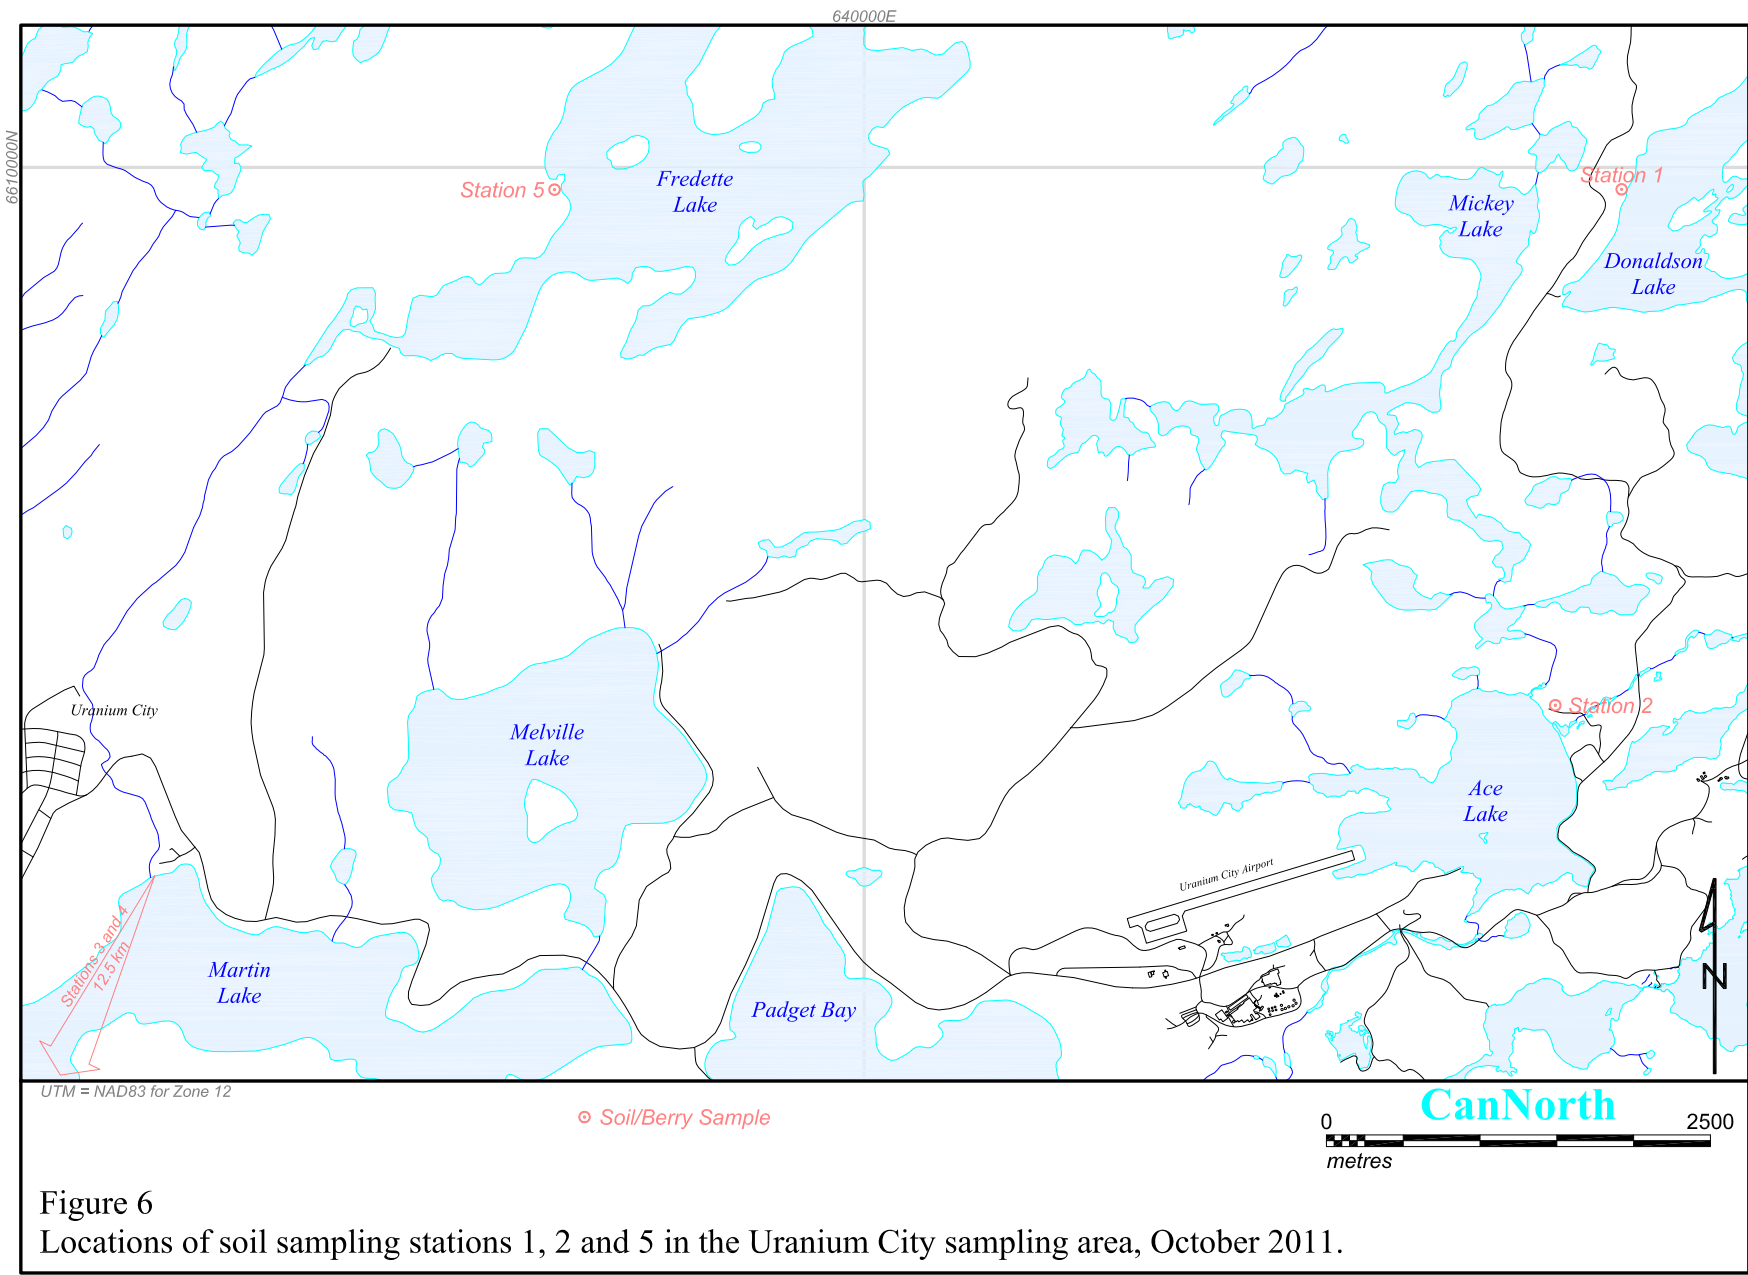 640000E
6610000N
Station 5
Fredette
Lake
Station 1
Mickey
Lake
Donaldson
Lake
Uranium City
Station 2
Melville
Lake
Ace
Lake
Uranium City Airport
Stations 3 and 4
12.5 km
Martin
Lake
Padget Bay
N
UTM = NAD83 for Zone 12
Soil/Berry Sample
CanNorth
0 2500
metres
Figure 6
Locations of soil sampling stations 1, 2 and 5 in the Uranium City sampling area, October 2011.